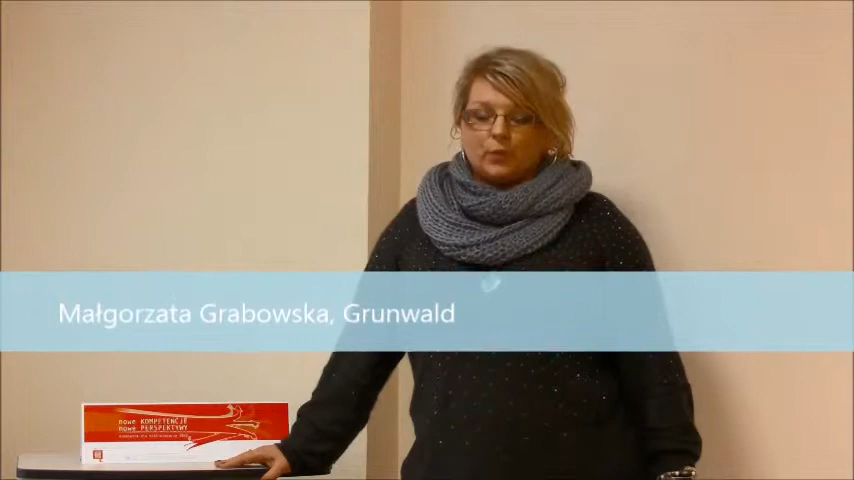 Małgorzata Grabowska, Grunwald
nowe KOMPETENCJE
nowe PERSPEKTYWY